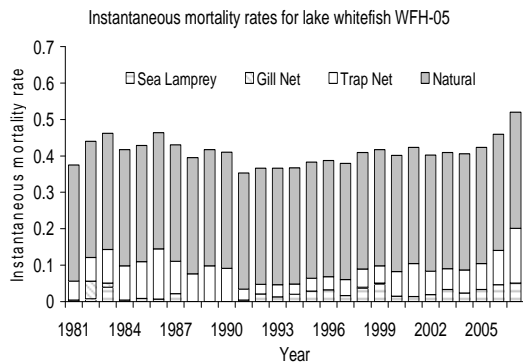 Instantaneous mortality rates for lake whitefish WFH-05
0.7
Sea Lamprey Gill Net Trap Net Natural
0.6
0.5
0.4
0.3
0.2
0.1
0
Instantaneous mortality rate
1981 1984 1987 1990 1993 1996 1999 2002 2005
Year